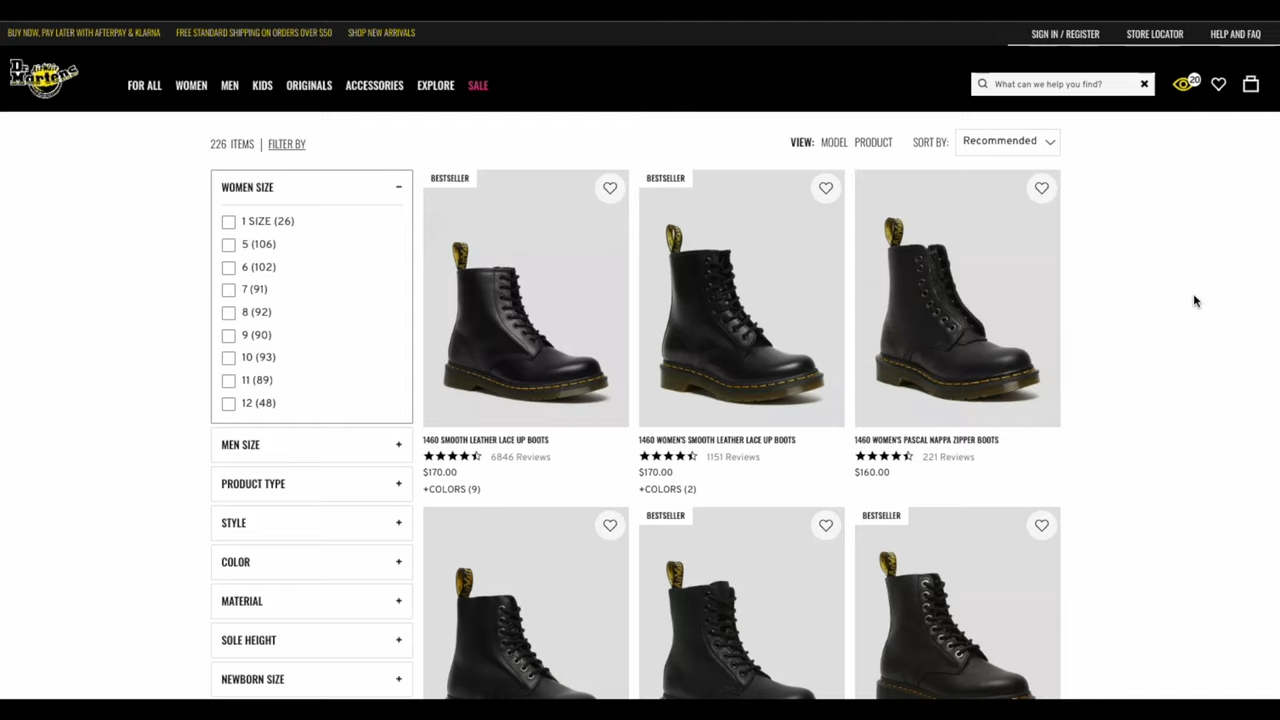 BUY NOW, PAY LATER WITH AFTERPAY & KLARNA FREE STANDARD SHIPPING ON ORDERS OVER $50 SHOP NEW ARRIVALS
SIGN IN / REGISTER STORE LOCATOR HELP AND FAQ
Dr. Martens
FOR ALL WOMEN MEN KIDS ORIGINALS ACCESSORIES EXPLORE SALE
What can we help you find?
20
226 ITEMS | FILTER BY
VIEW: MODEL PRODUCT SORT BY: Recommended
WOMEN SIZE
1 SIZE (26)
5 (106)
6 (102)
7 (91)
8 (92)
9 (90)
10 (93)
11 (89)
12 (48)
MEN SIZE
PRODUCT TYPE
STYLE
COLOR
MATERIAL
SOLE HEIGHT
NEWBORN SIZE
BESTSELLER
1460 SMOOTH LEATHER LACE UP BOOTS
6846 Reviews
$170.00
+COLORS (9)
BESTSELLER
1460 WOMEN'S SMOOTH LEATHER LACE UP BOOTS
1151 Reviews
$170.00
+COLORS (2)
1460 WOMEN'S PASCAL NAPPA ZIPPER BOOTS
221 Reviews
$160.00
BESTSELLER
BESTSELLER